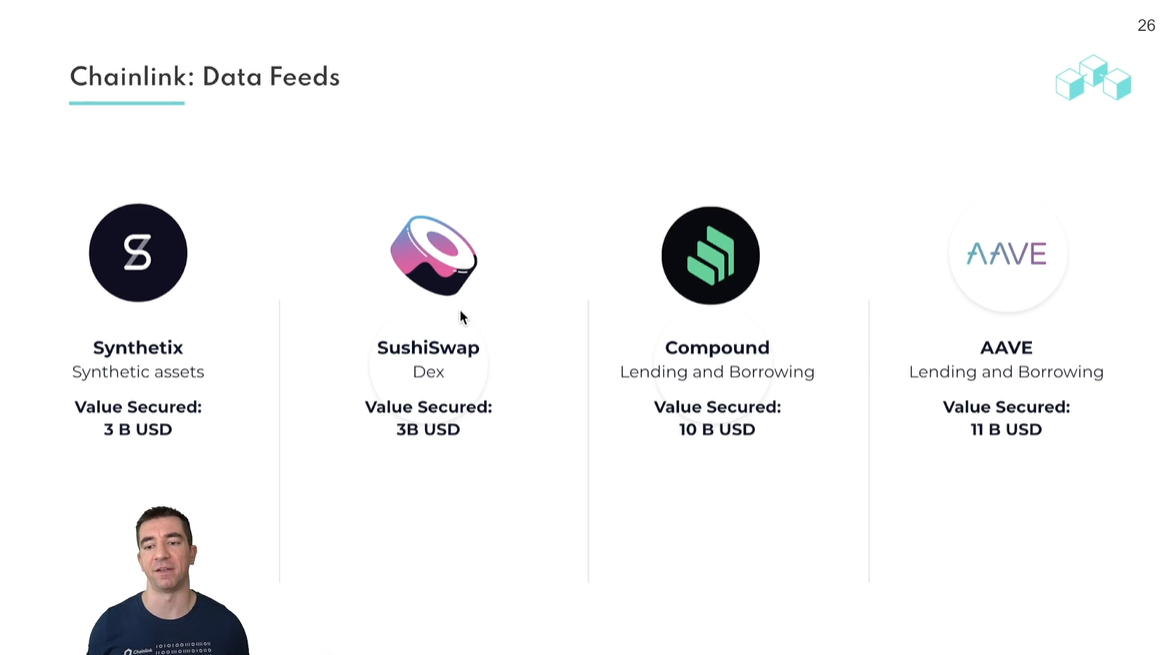 26
Chainlink: Data Feeds
AAVE
Synthetix
Synthetic assets
Value Secured:
3 B USD
SushiSwap
Dex
Value Secured:
3B USD
Compound
Lending and Borrowing
Value Secured:
10 B USD
AAVE
Lending and Borrowing
Value Secured:
11 B USD
Chainlink